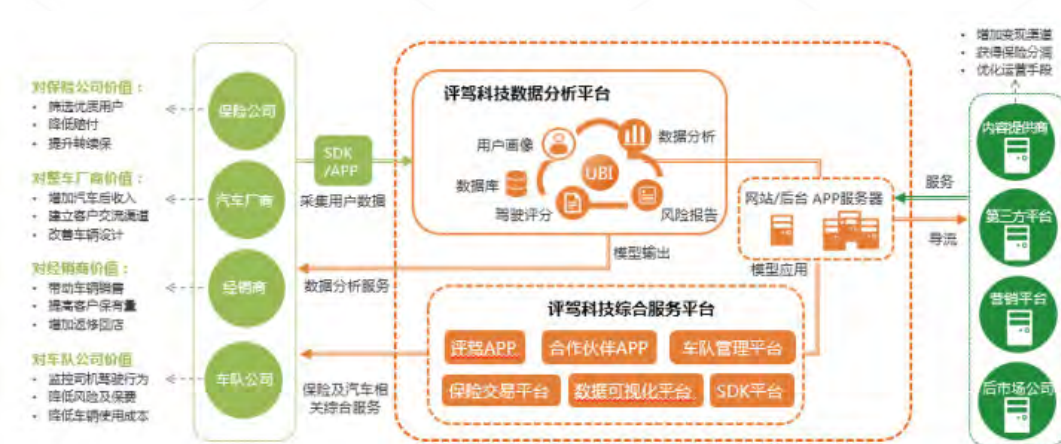 对保险公司价值：
• 筛选优质用户
• 降低赔付
• 提升转续保
对整车厂商价值：
• 增加汽车后收入
• 建立客户交流渠道
• 改善车辆设计
对经销商价值：
• 带动车辆销售
• 提高客户保有量
• 增加返修回店
对车队公司价值
• 监控司机驾驶行为
• 降低风险及保费
• 降低车辆使用成本
保险公司
汽车厂商
经销商
车队公司
SDK
/APP
采集用户数据
数据分析服务
保险及汽车相
关综合服务
评驾科技数据分析平台
用户画像
数据分析
数据库
UBI
驾驶评分
风险报告
模型输出
网站/后台 APP服务器
模型应用
评驾科技综合服务平台
评驾APP
合作伙伴APP
车队管理平台
保险交易平台
数据可视化平台
SDK平台
服务
导流
• 增加变现渠道
• 获得保险分润
• 优化运营手段
内容提供商
第三方平台
营销平台
后市场公司